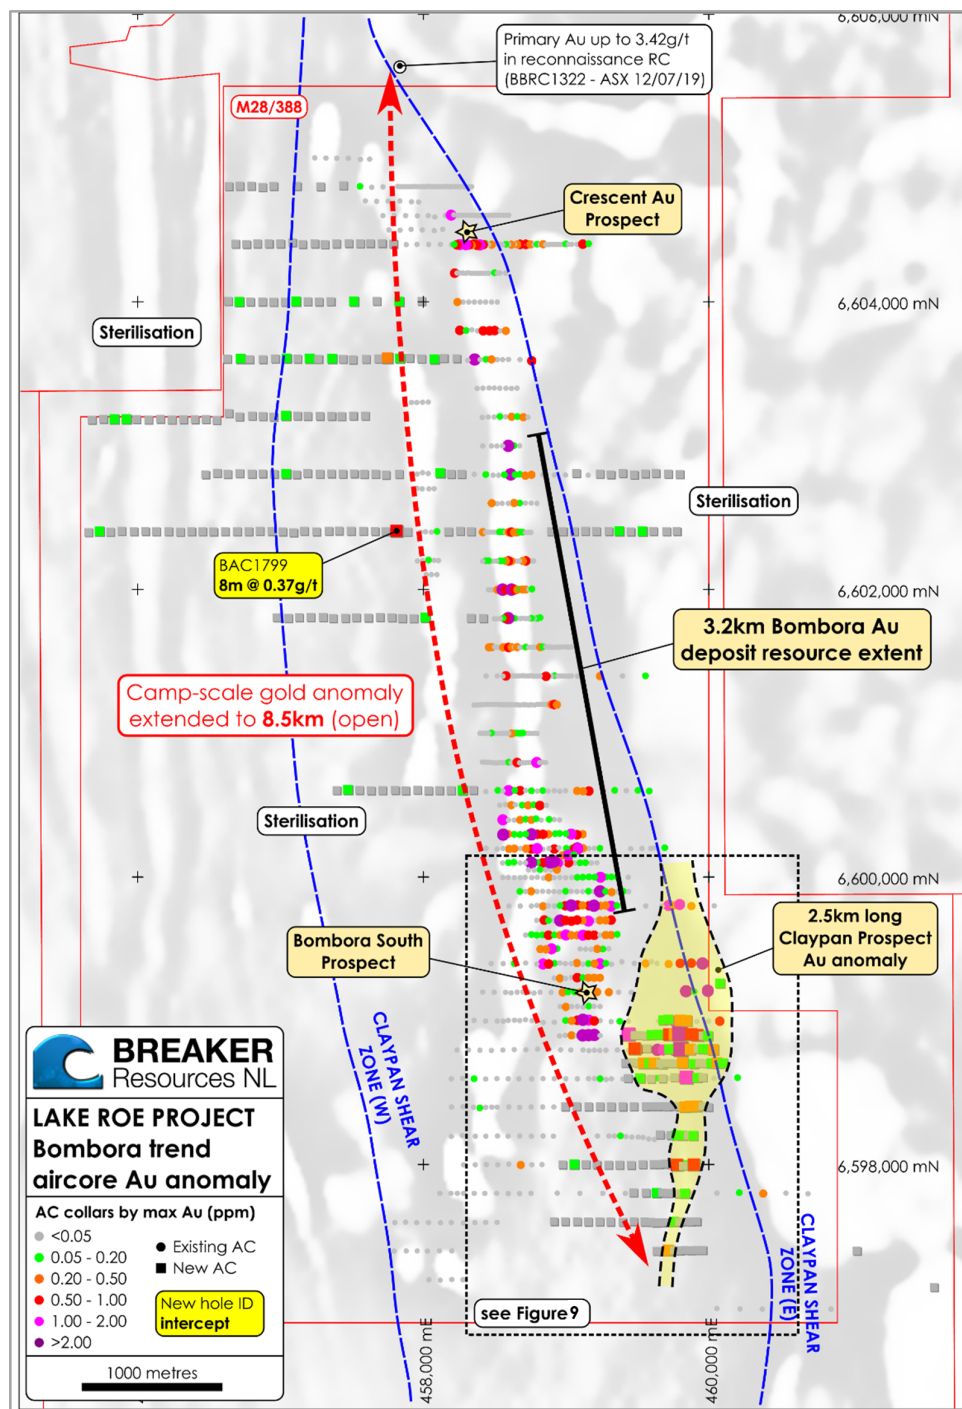 6,606,000 mN
Primary Au up to 3.42g/t
in reconnaissance RC
(BBRC1322 - ASX 12/07/19)
M28/388
Crescent Au
Prospect
6,604,000 mN
Sterilisation
Sterilisation
BAC1799
8m @ 0.37g/t
6,602,000 mN
3.2km Bombora Au
deposit resource extent
Camp-scale gold anomaly
extended to 8.5km (open)
Sterilisation
6,600,000 mN
2.5km long
Claypan Prospect
Au anomaly
Bombora South
Prospect
CLAYPAN SHEAR
ZONE (W)
BREAKER
Resources NL
LAKE ROE PROJECT
Bombora trend
aircore Au anomaly
6,598,000 mN
AC collars by max Au (ppm)
<0.05
0.05 - 0.20
0.20 - 0.50
0.50 - 1.00
1.00 - 2.00
>2.00
Existing AC
New AC
New hole ID
intercept
CLAYPAN SHEAR
ZONE (E)
see Figure9
1000 metres
458,000 mE
460,000 mE